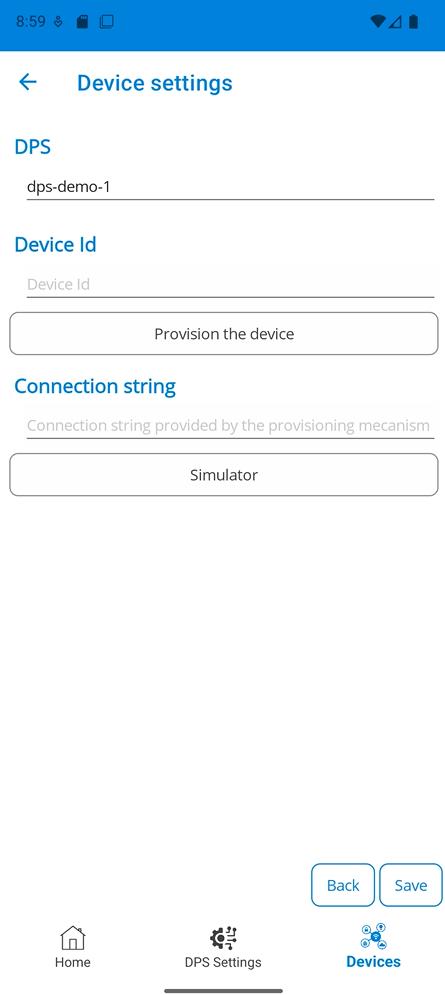 8:59
Device settings
DPS
dps-demo-1
Device Id
Device Id
Provision the device
Connection string
Connection string provided by the provisioning mecanism
Simulator
Back Save
Home DPS Settings Devices